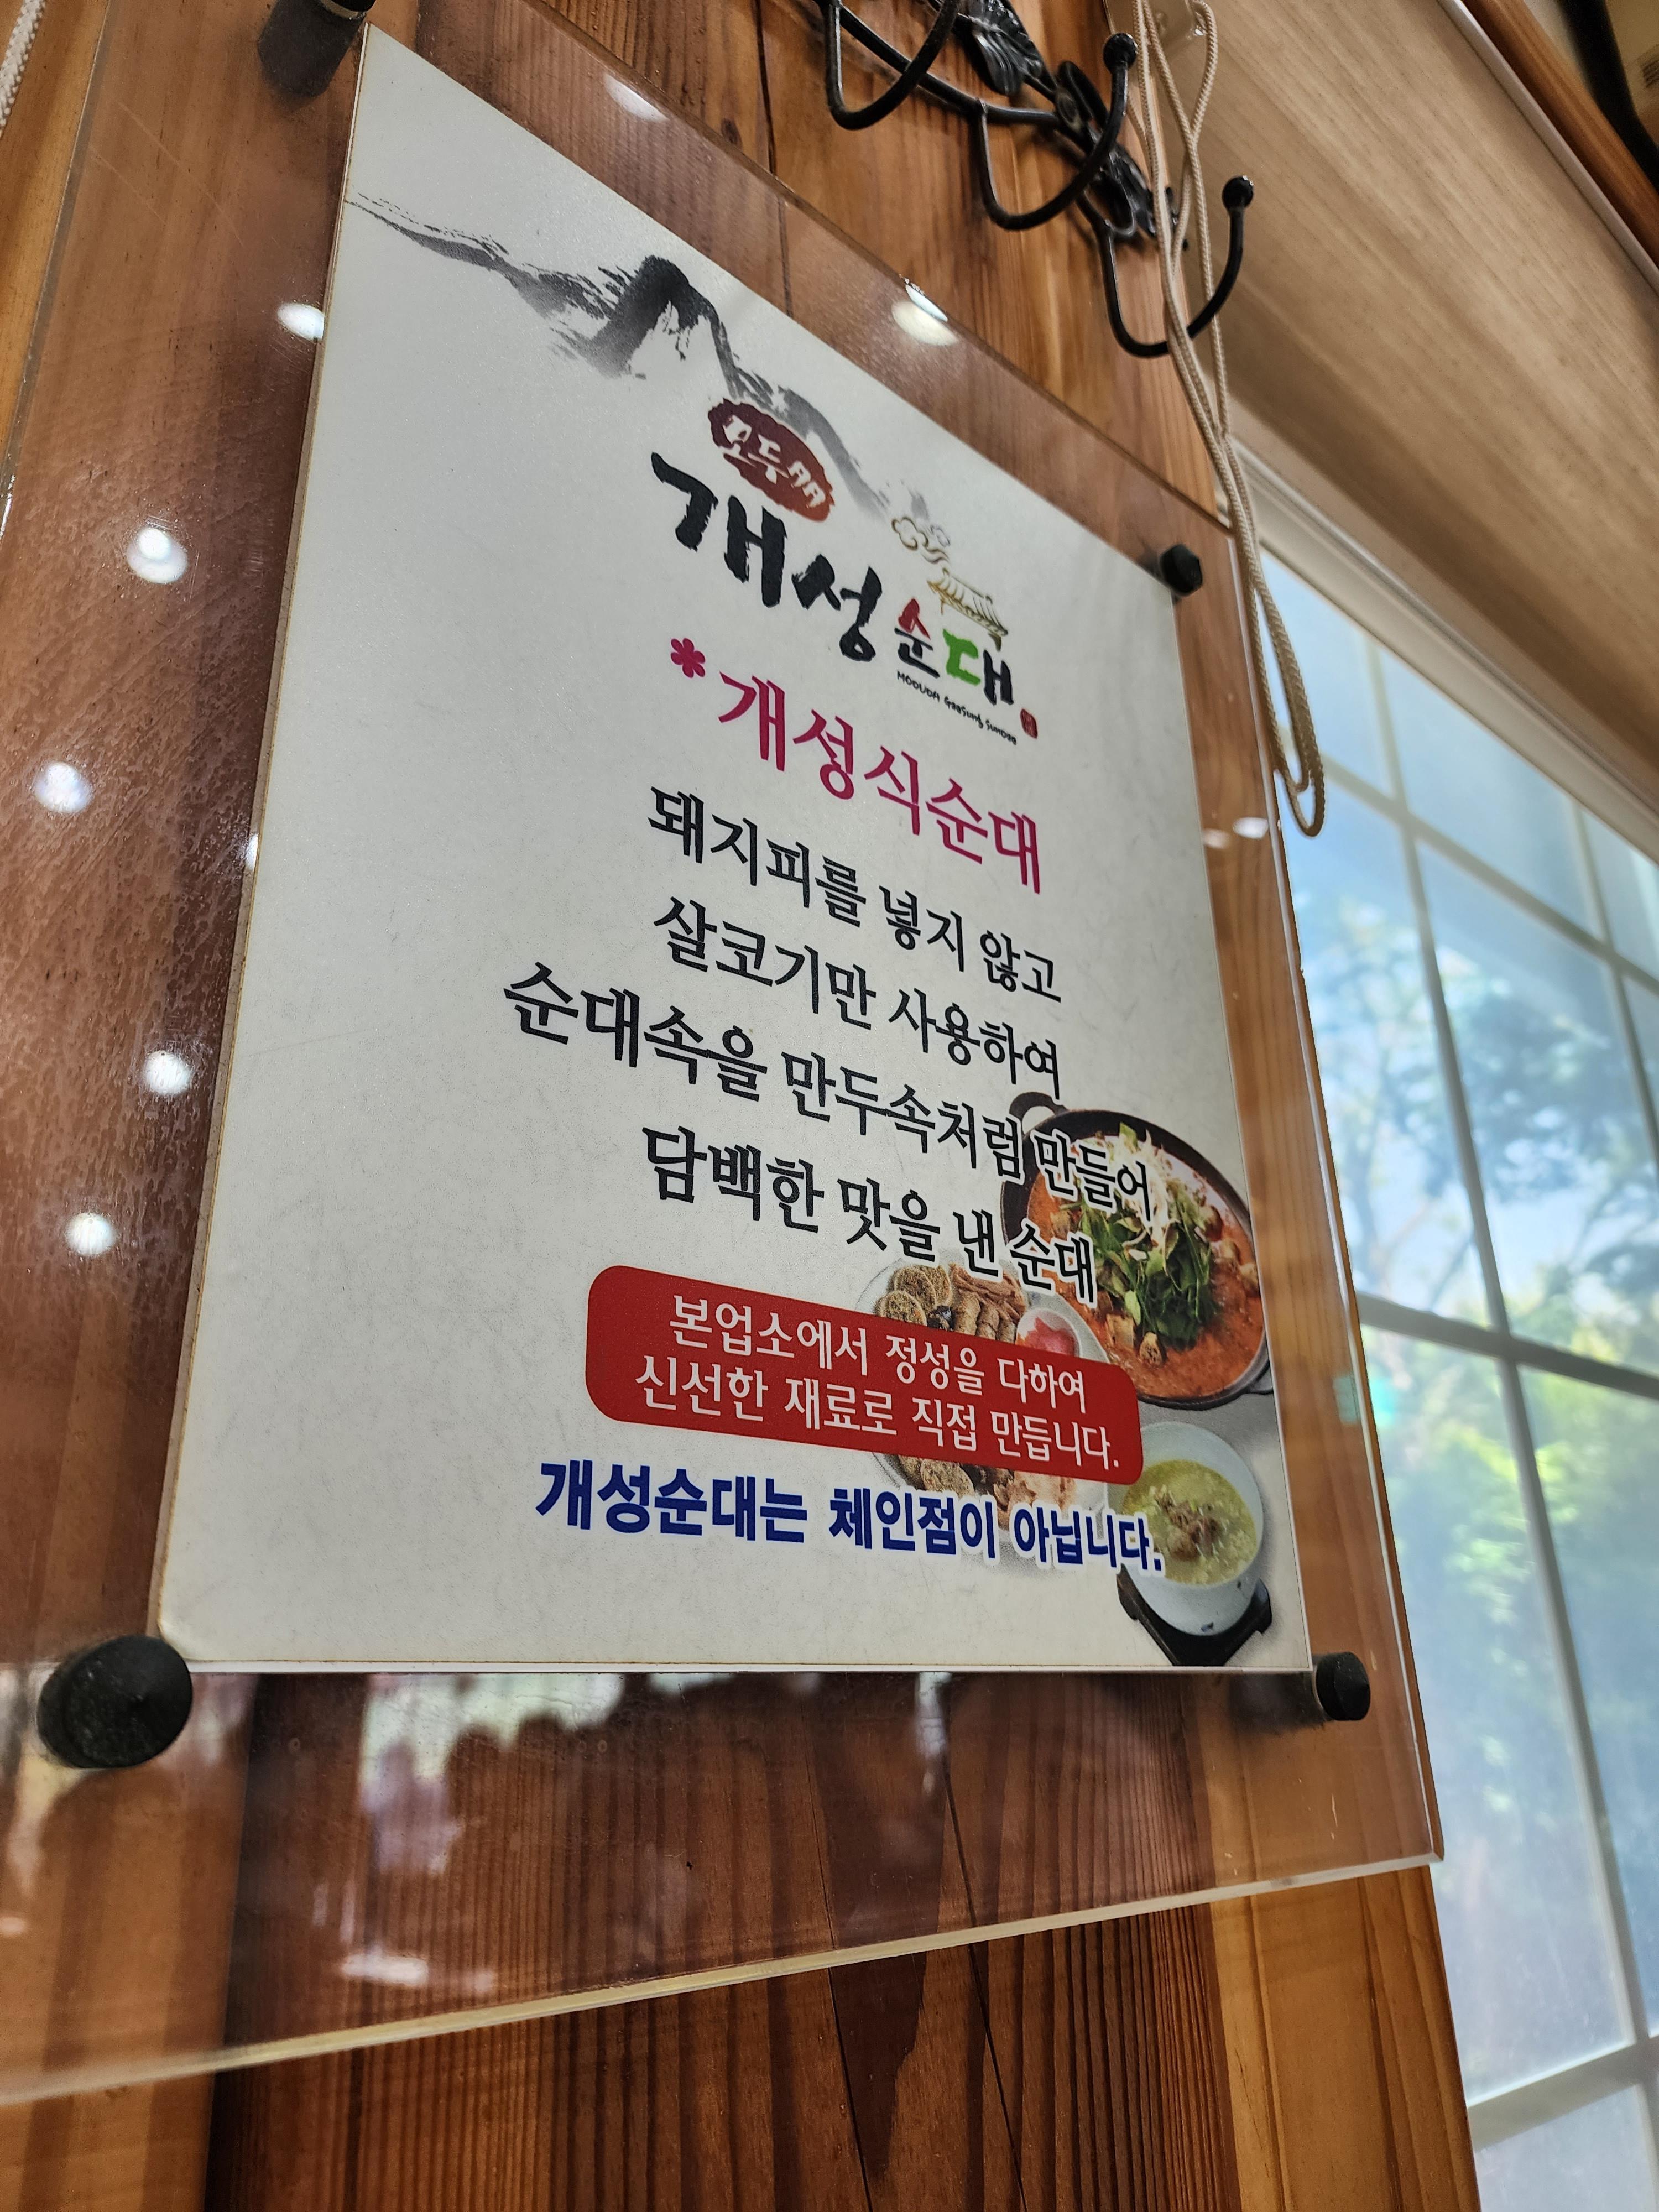 모두多
개성순대
MODUDA GaeSung SunDae
*개성식순대
돼지피를 넣지 않고
살코기만 사용하여
순대속을 만두속처럼 만들어
담백한 맛을 낸 순대
본업소에서 정성을 다하여
신선한 재료로 직접 만듭니다.
개성순대는 체인점이 아닙니다.